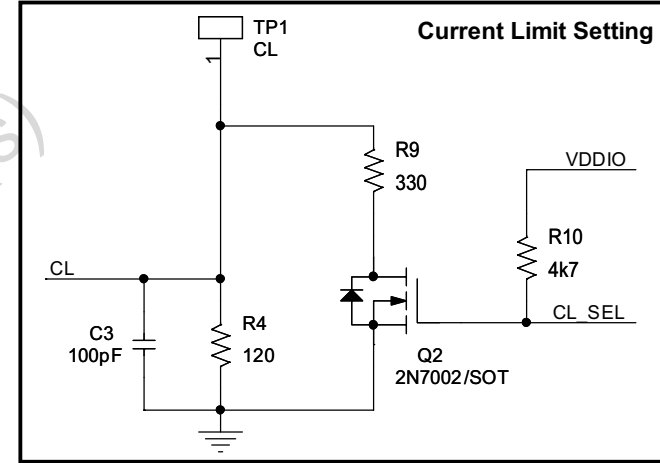 Current Limit Setting
TP1
CL
1
R9
330
VDDIO
R10
4k7
CL
CL_SEL
C3
100pF
R4
120
Q2
2N7002/SOT